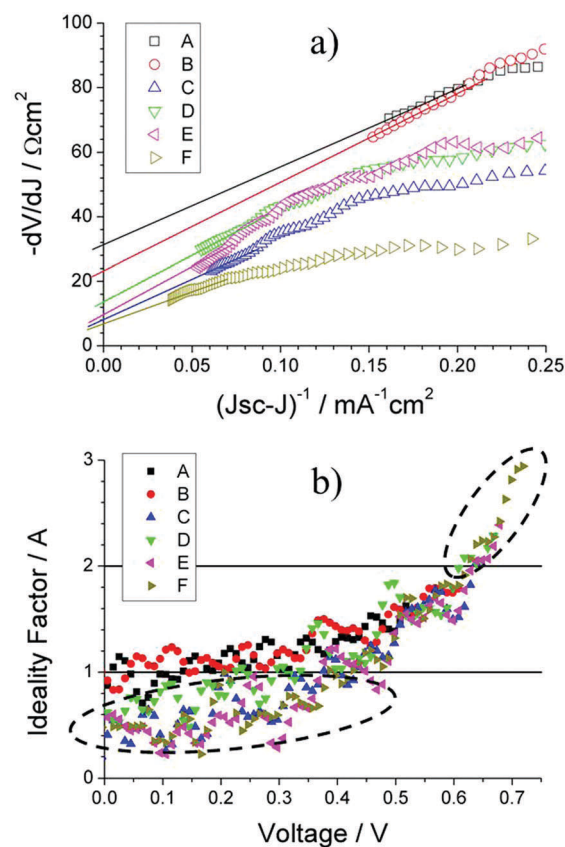 a)
A
B
C
D
E
F
-dV/dJ / Ωcm²
100
80
60
40
20
0
0.00 0.05 0.10 0.15 0.20 0.25
(Jsc-J)⁻¹ / mA⁻¹cm²
b)
A
B
C
D
E
F
Ideality Factor / A
3
2
1
0
0.0 0.1 0.2 0.3 0.4 0.5 0.6 0.7
Voltage / V